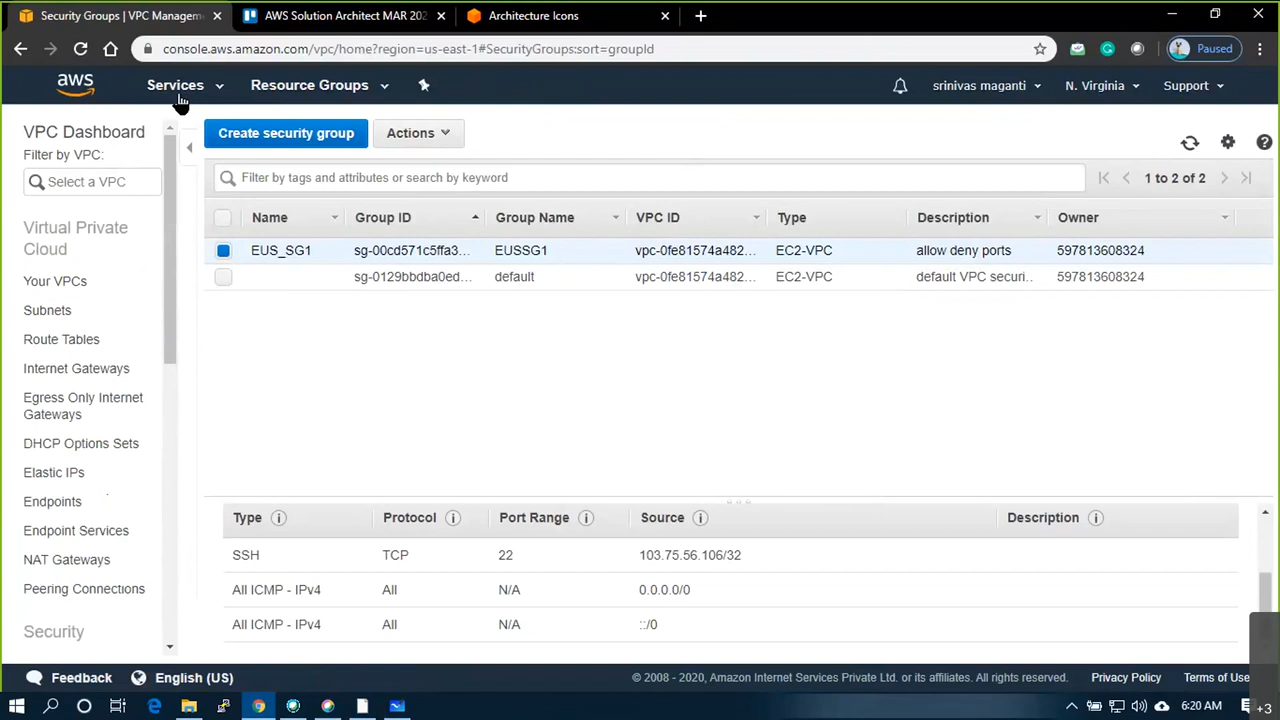 Security Groups | VPC Managem
AWS Solution Architect MAR 202
Architecture Icons
console.aws.amazon.com/vpc/home?region=us-east-1#SecurityGroups:sort=groupId
Paused
aws
Services
Resource Groups
srinivas maganti
N. Virginia
Support
VPC Dashboard
Filter by VPC:
Select a VPC
Virtual Private
Cloud
Your VPCs
Subnets
Route Tables
Internet Gateways
Egress Only Internet
Gateways
DHCP Options Sets
Elastic IPs
Endpoints
Endpoint Services
NAT Gateways
Peering Connections
Security
Create security group
Actions
Filter by tags and attributes or search by keyword
1 to 2 of 2
Name Group ID Group Name VPC ID Type Description Owner
EUS_SG1 sg-00cd571c5ffa3... EUSSG1 vpc-0fe81574a482... EC2-VPC allow deny ports 597813608324
sg-0129bbdba0ed... default vpc-0fe81574a482... EC2-VPC default VPC securi... 597813608324
Type Protocol Port Range Source Description
SSH TCP 22 103.75.56.106/32
All ICMP - IPv4 All N/A 0.0.0.0/0
All ICMP - IPv4 All N/A ::/0
Feedback
English (US)
© 2008 - 2020, Amazon Internet Services Private Ltd. or its affiliates. All rights reserved.
Privacy Policy
Terms of Use
6:20 AM
+3